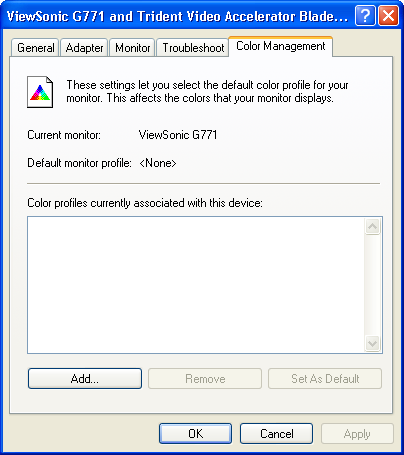 ViewSonic G771 and Trident Video Accelerator Blade...
General Adapter Monitor Troubleshoot Color Management
These settings let you select the default color profile for your
monitor. This affects the colors that your monitor displays.
Current monitor: ViewSonic G771
Default monitor profile: <None>
Color profiles currently associated with this device:
Add... Remove Set As Default
OK Cancel Apply